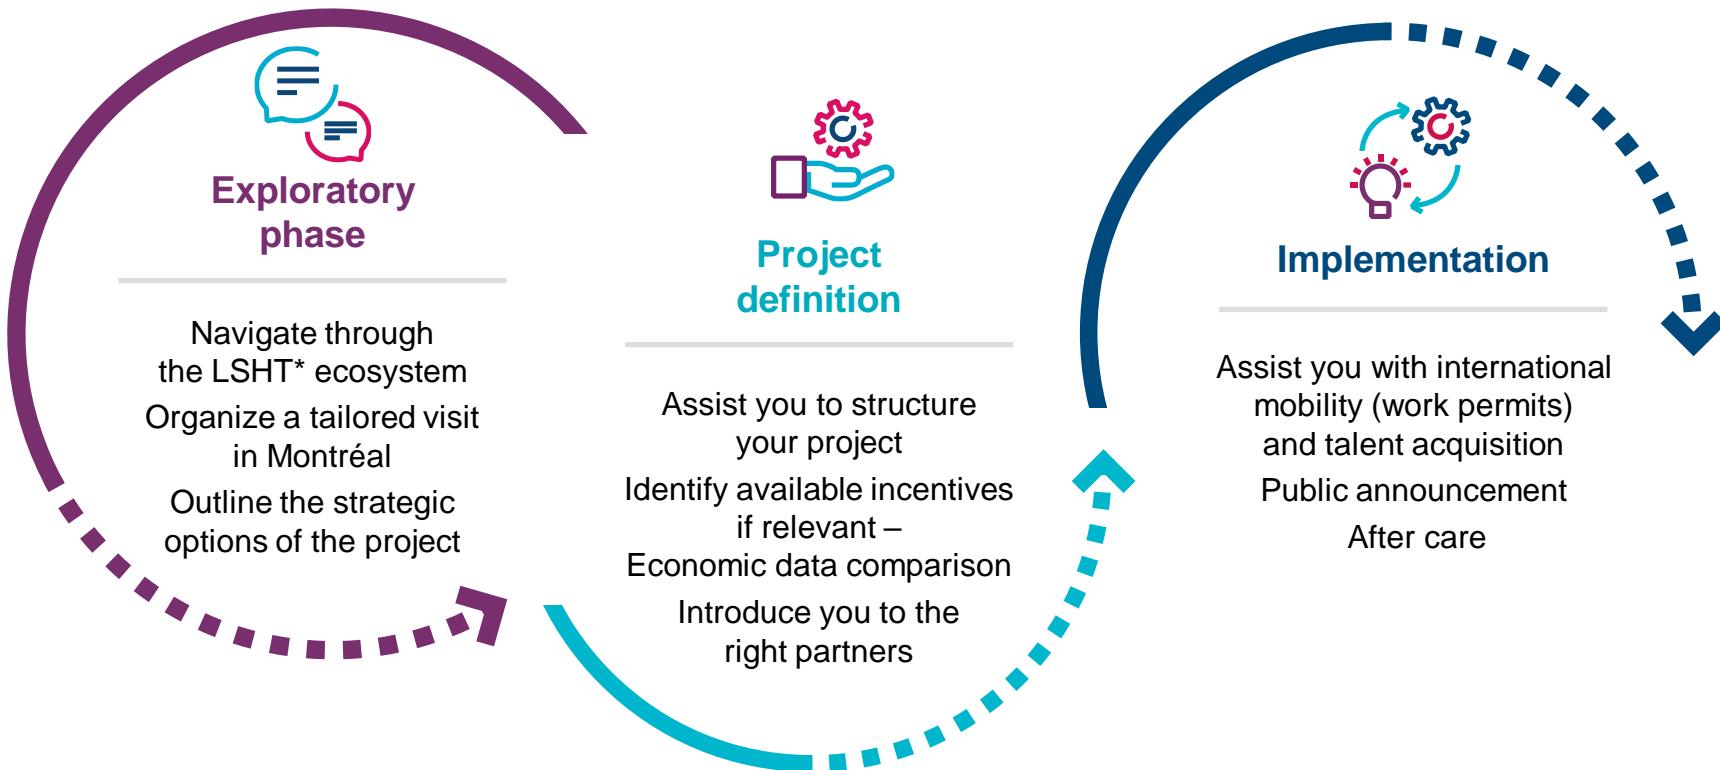 Exploratory
phase
Navigate through
the LSHT* ecosystem
Organize a tailored visit
in Montréal
Outline the strategic
options of the project
Project
definition
Assist you to structure
your project
Identify available incentives
if relevant –
Economic data comparison
Introduce you to the
right partners
Implementation
Assist you with international
mobility (work permits)
and talent acquisition
Public announcement
After care